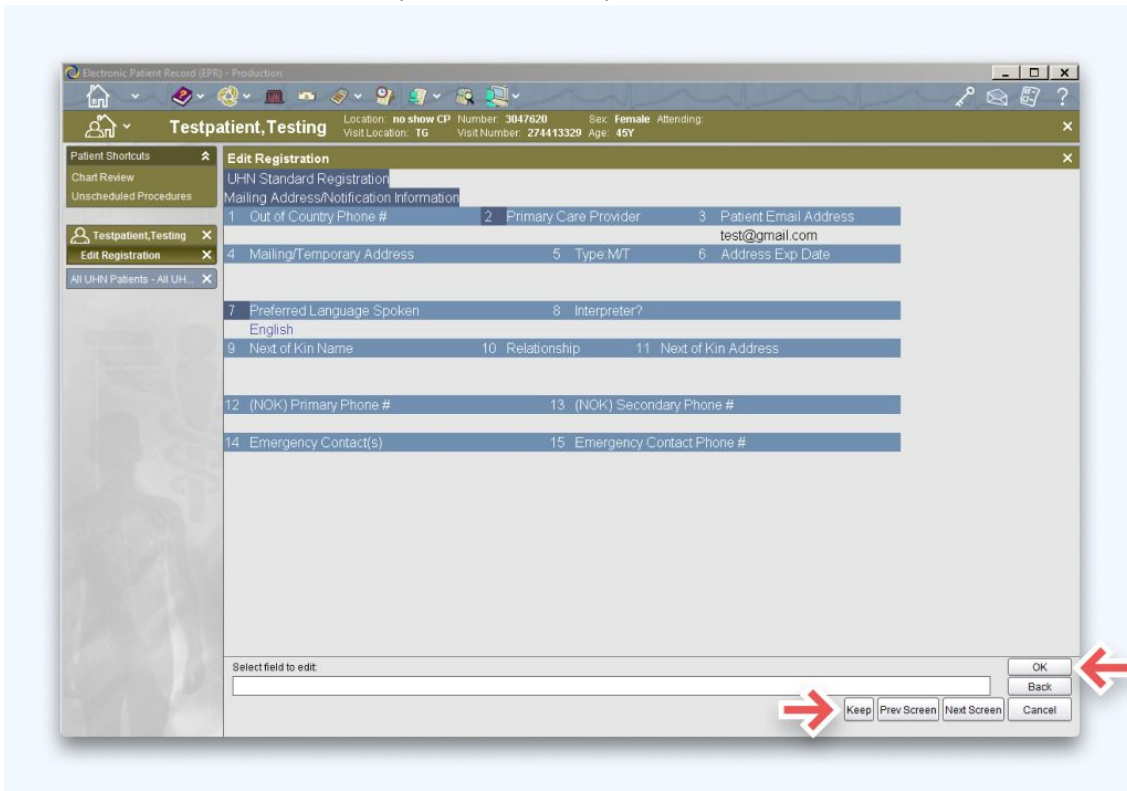 Electronic Patient Record (EPR) - Production
Testpatient, Testing
Location: no show CP Number: 3047620 Sex: Female Attending:
Visit Location: TG Visit Number: 274413329 Age: 45Y
Patient Shortcuts
Chart Review
Unscheduled Procedures
Testpatient,Testing
Edit Registration
All UHN Patients - All UH...
Edit Registration
UHN Standard Registration
Mailing Address/Notification Information
1 Out of Country Phone # 2 Primary Care Provider 3 Patient Email Address
test@gmail.com
4 Mailing/Temporary Address 5 Type:M/T 6 Address Exp Date
7 Preferred Language Spoken 8 Interpreter?
English
9 Next of Kin Name 10 Relationship 11 Next of Kin Address
12 (NOK) Primary Phone # 13 (NOK) Secondary Phone #
14 Emergency Contact(s) 15 Emergency Contact Phone #
Select field to edit:
OK
Back
Keep Prev Screen Next Screen Cancel